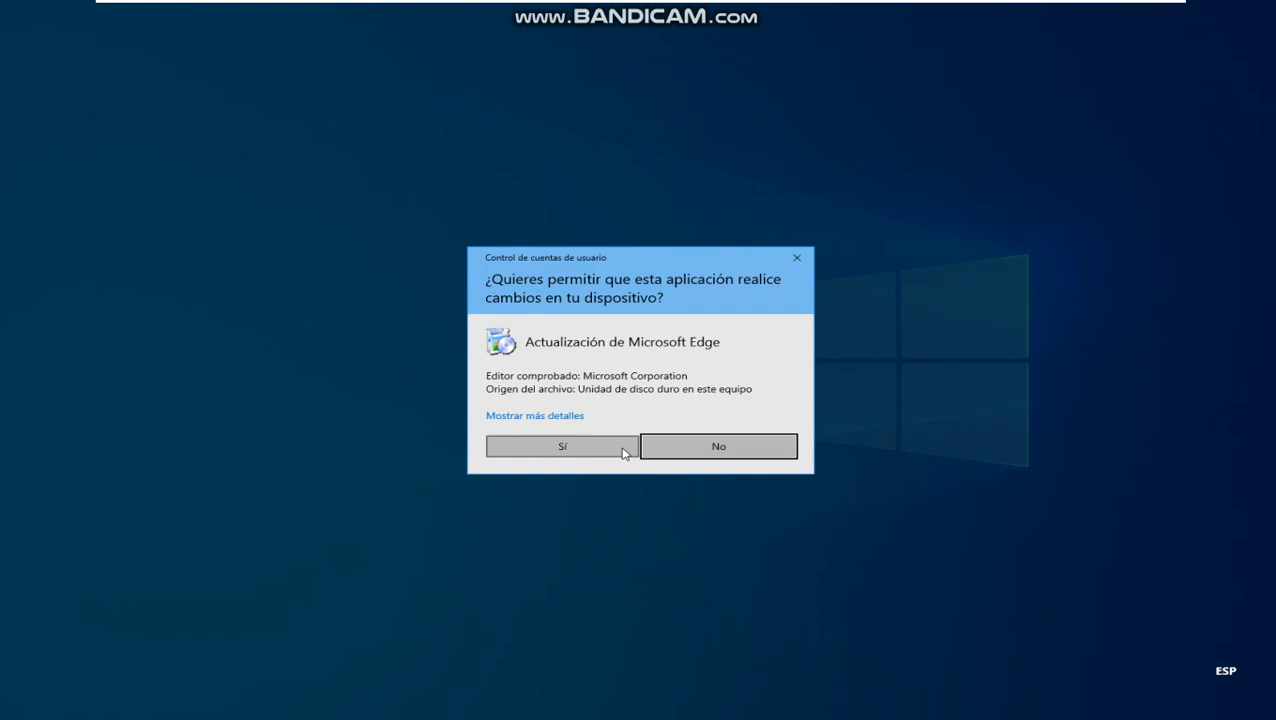 www.BANDICAM.com
Control de cuentas de usuario
¿Quieres permitir que esta aplicación realice
cambios en tu dispositivo?
Actualización de Microsoft Edge
Editor comprobado: Microsoft Corporation
Origen del archivo: Unidad de disco duro en este equipo
Mostrar más detalles
Sí
No
ESP